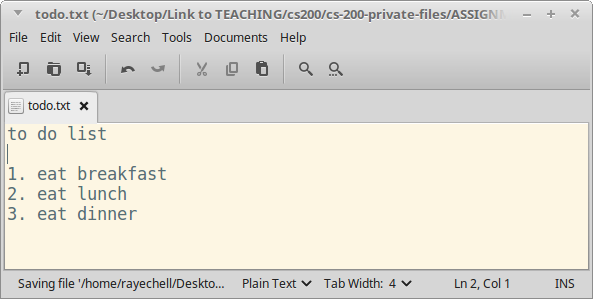 todo.txt (~/Desktop/Link to TEACHING/cs200/cs-200-private-files/ASSIGN
File Edit View Search Tools Documents Help
todo.txt
to do list
1. eat breakfast
2. eat lunch
3. eat dinner
Saving file '/home/rayechell/Deskto... Plain Text Tab Width: 4 Ln 2, Col 1 INS